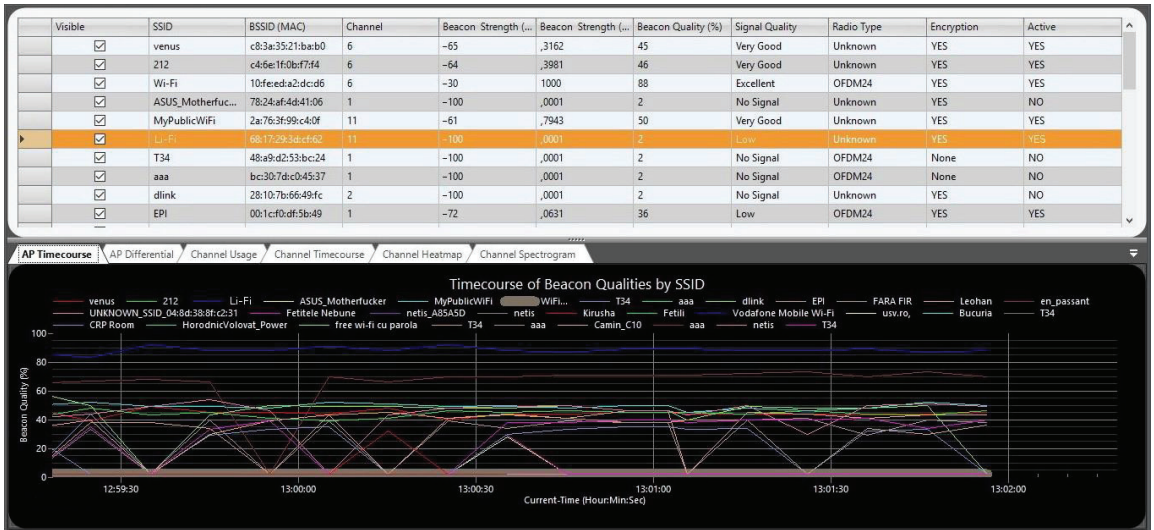 Visible SSID BSSID (MAC) Channel Beacon Strength (... Beacon Strength (... Beacon Quality (%) Signal Quality Radio Type Encryption Active
venus c8:3a:35:21:ba:b0 6 -65 ,3162 45 Very Good Unknown YES YES
212 c4:6e:1f:0b:f7:f4 6 -64 ,3981 46 Very Good Unknown YES YES
Wi-Fi 10:fe:ed:a2:dc:d6 6 -30 1000 88 Excellent OFDM24 YES YES
ASUS_Motherfuc... 78:24:af:4d:41:06 1 -100 ,0001 2 No Signal Unknown YES NO
MyPublicWiFi 2a:76:3f:99:c4:0f 11 -61 ,7943 50 Very Good Unknown YES YES
Li-Fi 68:17:29:3d:cf:62 11 -100 ,0001 2 Low Unknown YES YES
T34 48:a9:d2:53:bc:24 1 -100 ,0001 2 No Signal OFDM24 None NO
aaa bc:30:7d:c0:45:37 1 -100 ,0001 2 No Signal OFDM24 None NO
dlink 28:10:7b:66:49:fc 2 -100 ,0001 2 No Signal Unknown YES NO
EPI 00:1c:f0:df:5b:49 1 -72 ,0631 36 Low OFDM24 YES YES
AP Timecourse AP Differential Channel Usage Channel Timecourse Channel Heatmap Channel Spectrogram
Timecourse of Beacon Qualities by SSID
venus 212 Li-Fi ASUS_Motherfucker MyPublicWiFi WiFi... T34 aaa dlink EPI FARA FIR Leohan en_passant
UNKNOWN_SSID_04:8d:38:8f:c2:31 Fetitele Nebune netis_A85A5D netis Kirusha Fetili Vodafone Mobile Wi-Fi usv.ro, Bucuria T34
CRP Room HorodnicVolovat_Power free wi-fi cu parola T34 aaa Camin_C10 aaa netis T34
100
80
60
40
20
0
Beacon Quality (%)
12:59:30 13:00:00 13:00:30 13:01:00 13:01:30 13:02:00
Current-Time (Hour:Min:Sec)